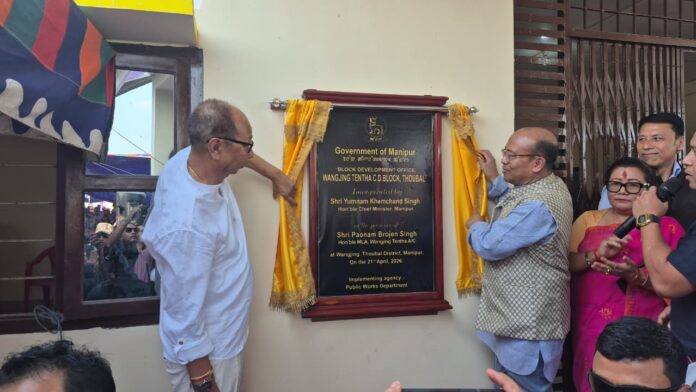 Government of Manipur
BLOCK DEVELOPMENT OFFICE,
WANGJNG TENTHA C.D.BLOCK, THOUBAL
Inaugurated by
Shri Yumnam Khemchand Singh
Hon'ble Chief Minister, Manipur
in the presence of
Shri Paonam Brojen Singh
Hon'ble MLA, Wangjing Tentha A/C
at Wangjing, Thoubal District, Manipur.
On the 21st April, 2026
Implementing agency:-
Public Works Department